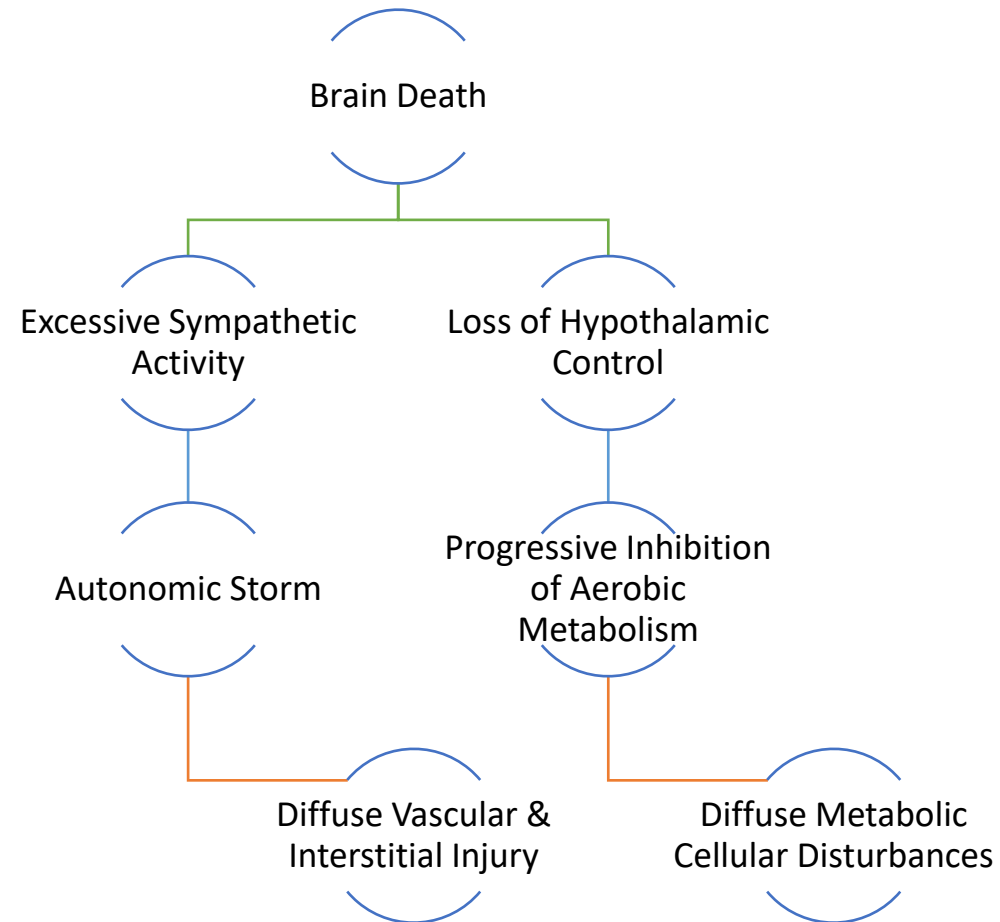 Brain Death
Excessive Sympathetic
Activity
Loss of Hypothalamic
Control
Autonomic Storm
Progressive Inhibition
of Aerobic
Metabolism
Diffuse Vascular &
Interstitial Injury
Diffuse Metabolic
Cellular Disturbances